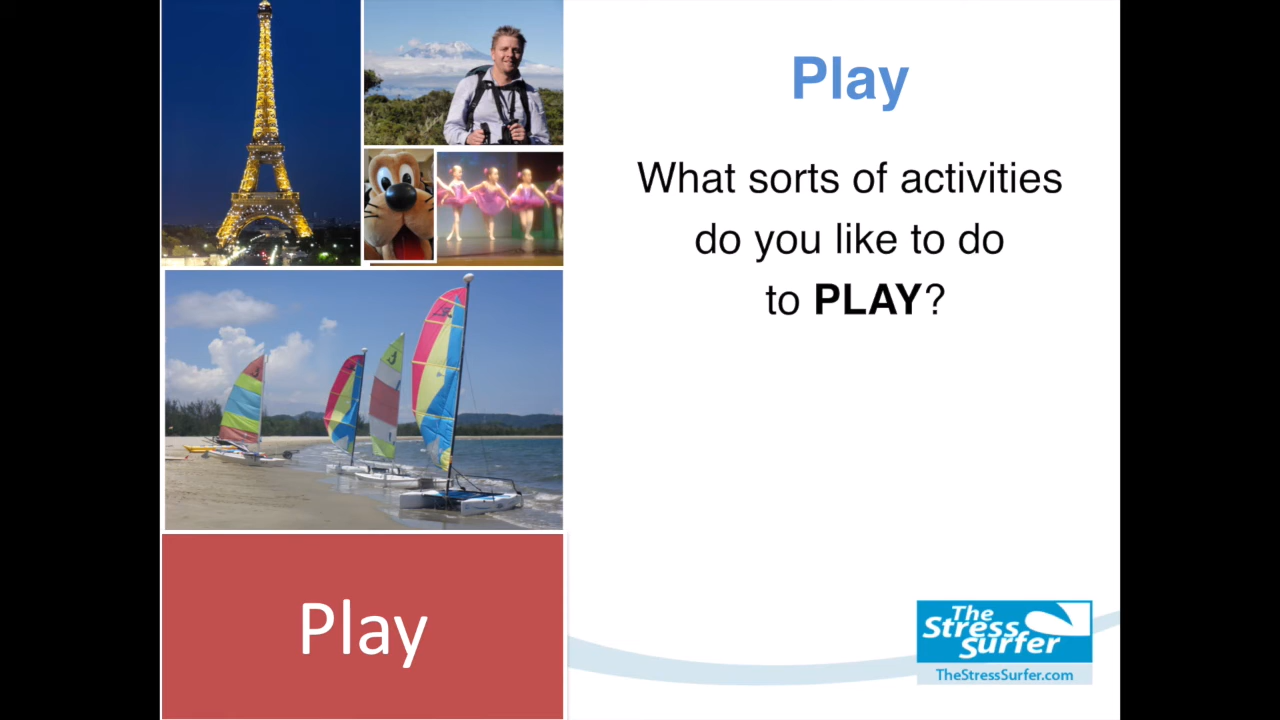 Play
What sorts of activities
do you like to do
to PLAY?
Play
The
Stress
Surfer
TheStressSurfer.com